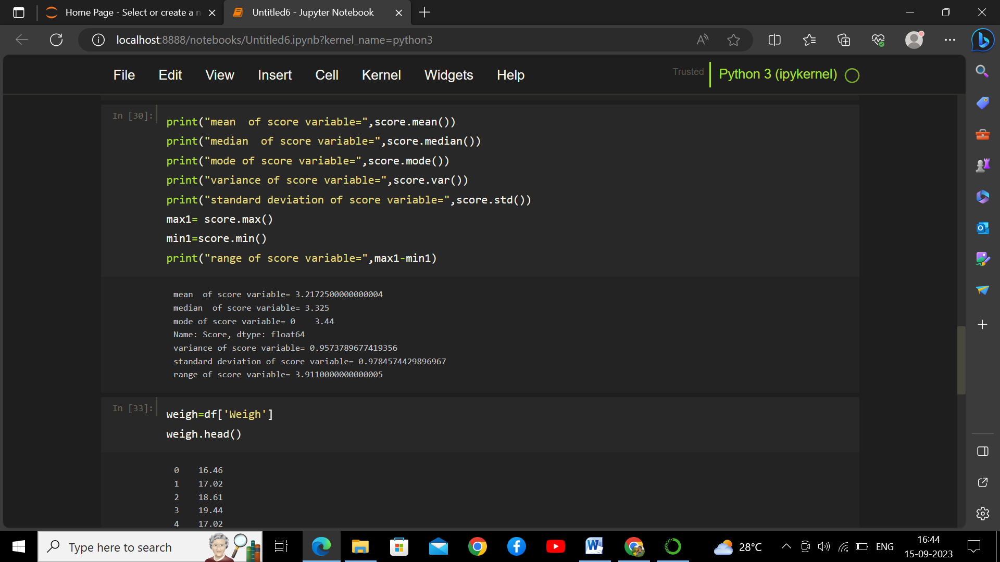 Home Page - Select or create a n
Untitled6 - Jupyter Notebook
localhost:8888/notebooks/Untitled6.ipynb?kernel_name=python3
File Edit View Insert Cell Kernel Widgets Help
Trusted
Python 3 (ipykernel)
In [30]:
print("mean  of score variable=",score.mean())
print("median  of score variable=",score.median())
print("mode of score variable=",score.mode())
print("variance of score variable=",score.var())
print("standard deviation of score variable=",score.std())
max1= score.max()
min1=score.min()
print("range of score variable=",max1-min1)
mean  of score variable= 3.2172500000000004
median  of score variable= 3.325
mode of score variable= 0    3.44
Name: Score, dtype: float64
variance of score variable= 0.9573789677419356
standard deviation of score variable= 0.9784574429896967
range of score variable= 3.9110000000000005
In [33]:
weigh=df['Weigh']
weigh.head()
0    16.46
1    17.02
2    18.61
3    19.44
4    17.02
Type here to search
28°C
ENG
16:44
15-09-2023